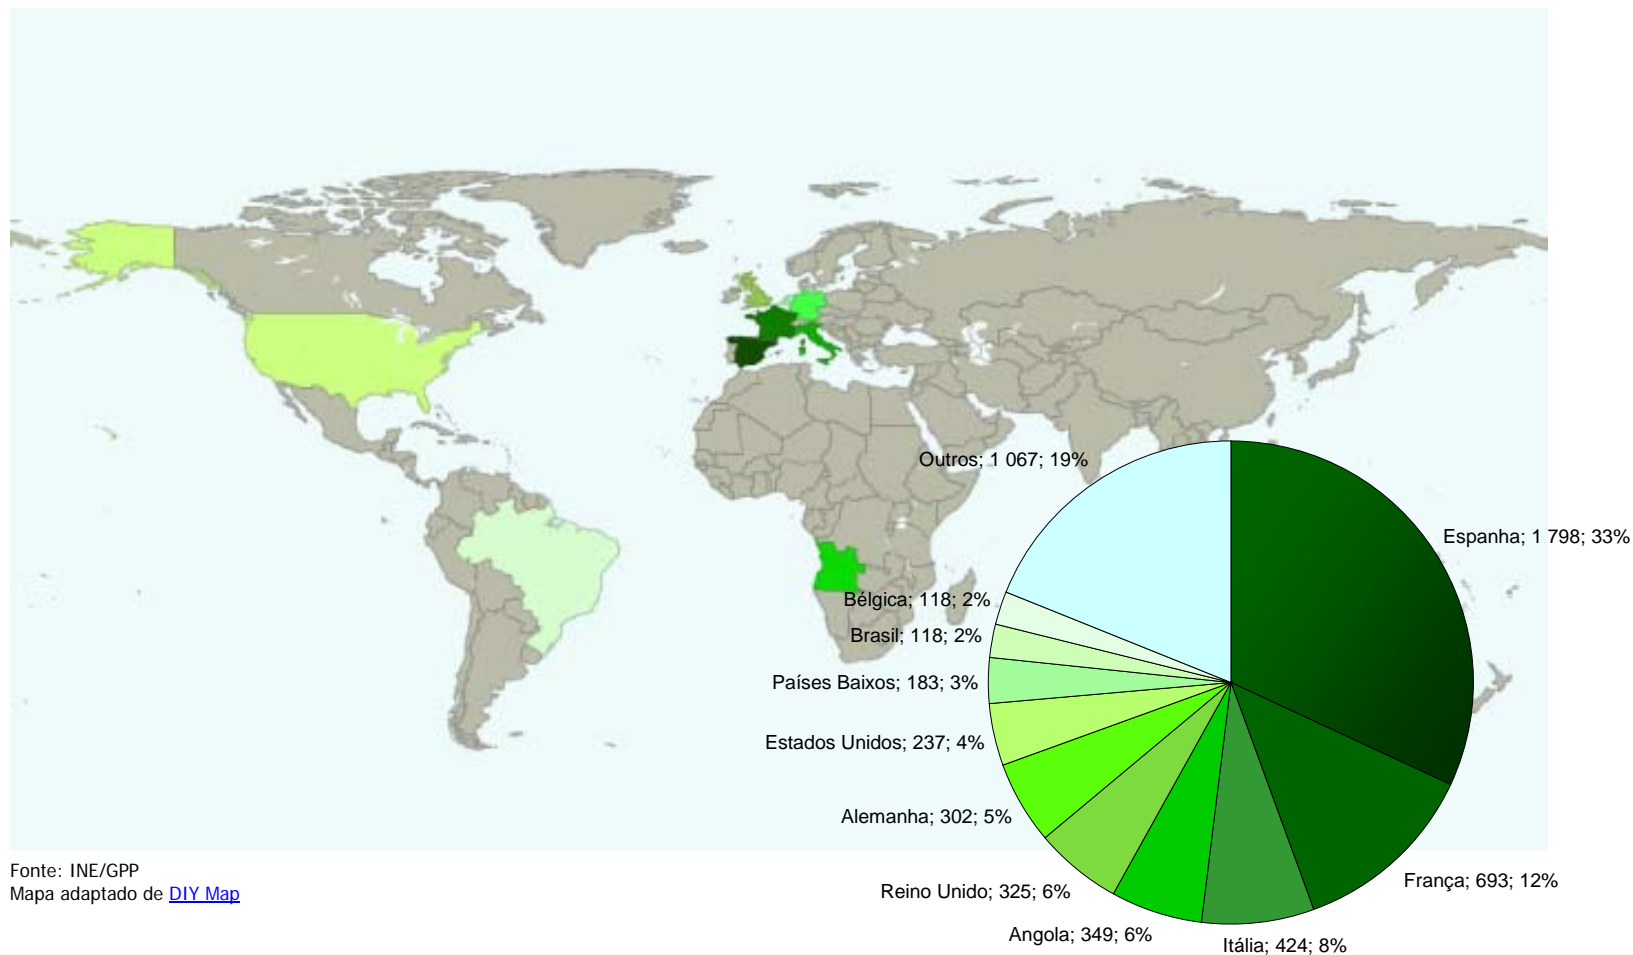 Outros; 1 067; 19%
Espanha; 1 798; 33%
Bélgica; 118; 2%
Brasil; 118; 2%
Países Baixos; 183; 3%
Estados Unidos; 237; 4%
Alemanha; 302; 5%
Reino Unido; 325; 6%
Angola; 349; 6%
Itália; 424; 8%
França; 693; 12%
Fonte: INE/GPP
Mapa adaptado de DIY Map